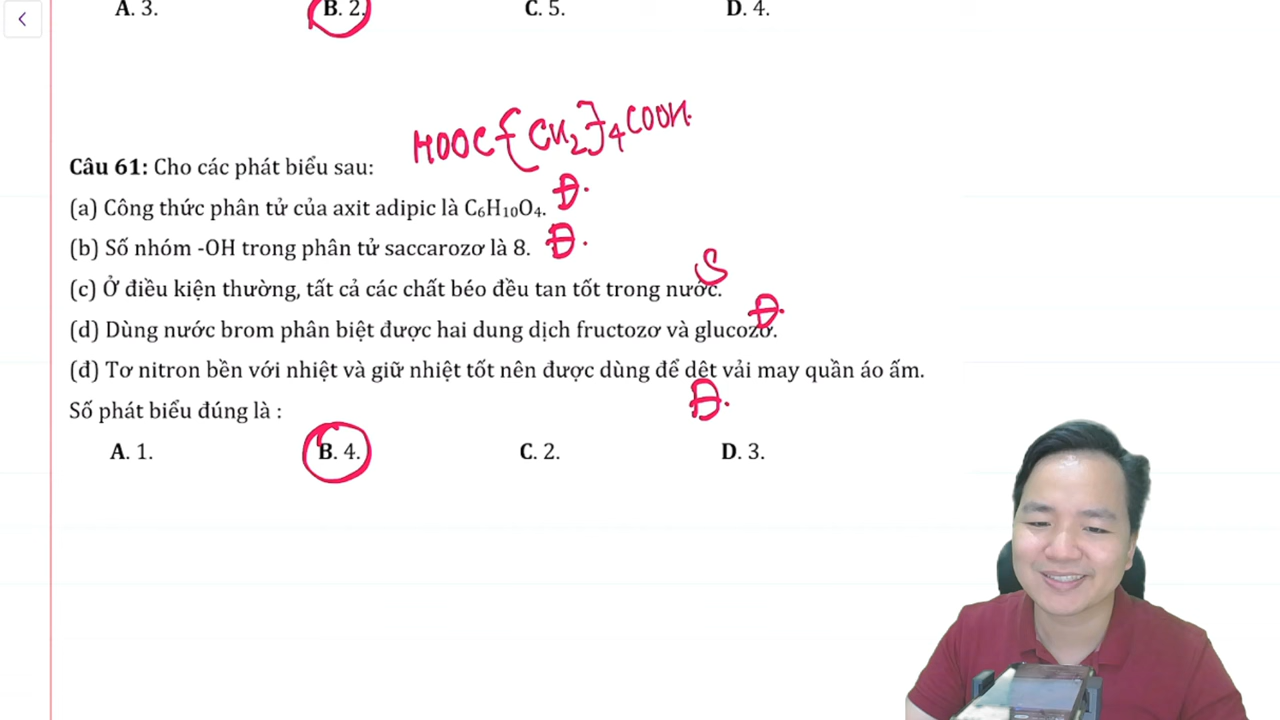 A. 3. B. 2. C. 5. D. 4.
HOOC[CH₂]₄COOH.
Câu 61: Cho các phát biểu sau:
(a) Công thức phân tử của axit adipic là C₆H₁₀O₄. Đ.
(b) Số nhóm -OH trong phân tử saccarozơ là 8. Đ.
(c) Ở điều kiện thường, tất cả các chất béo đều tan tốt trong nước. S
(d) Dùng nước brom phân biệt được hai dung dịch fructozơ và glucozơ. Đ.
(đ) Tơ nitron bền với nhiệt và giữ nhiệt tốt nên được dùng để dệt vải may quần áo ấm.
Đ.
Số phát biểu đúng là :
A. 1. B. 4. C. 2. D. 3.